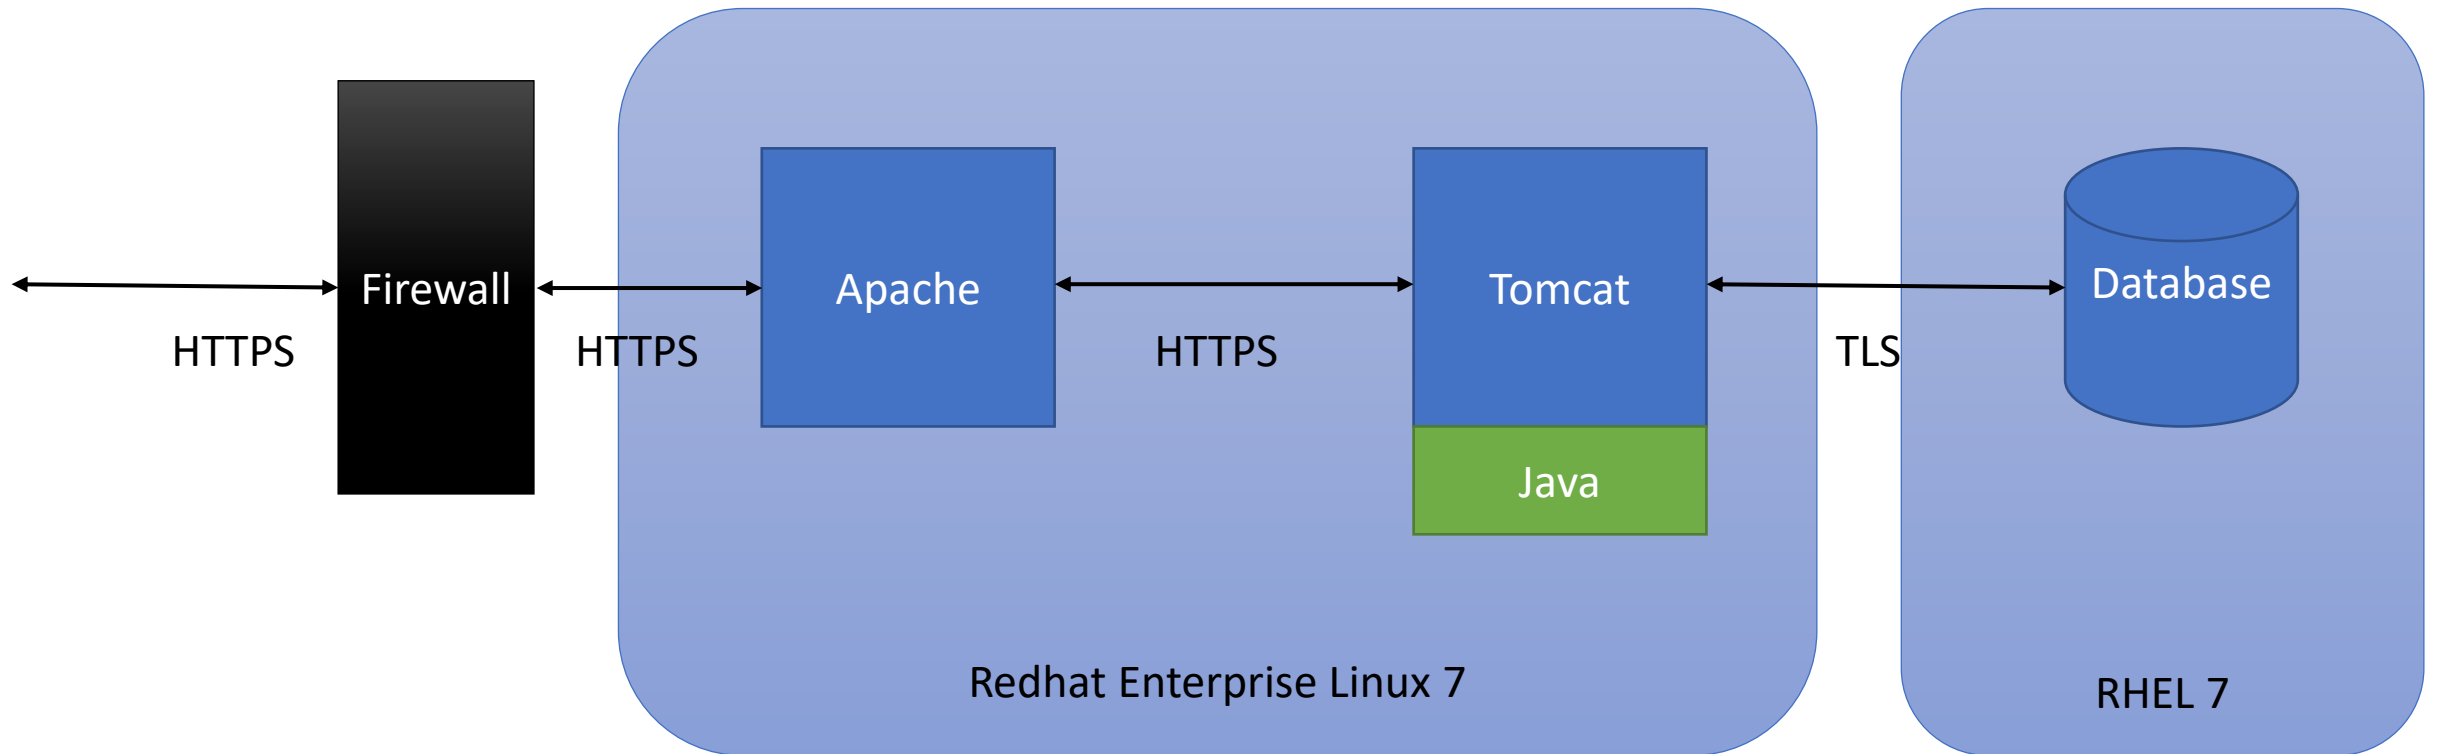 Firewall
Apache
Tomcat
Database
HTTPS
HTTPS
HTTPS
TLS
Java
Redhat Enterprise Linux 7
RHEL 7